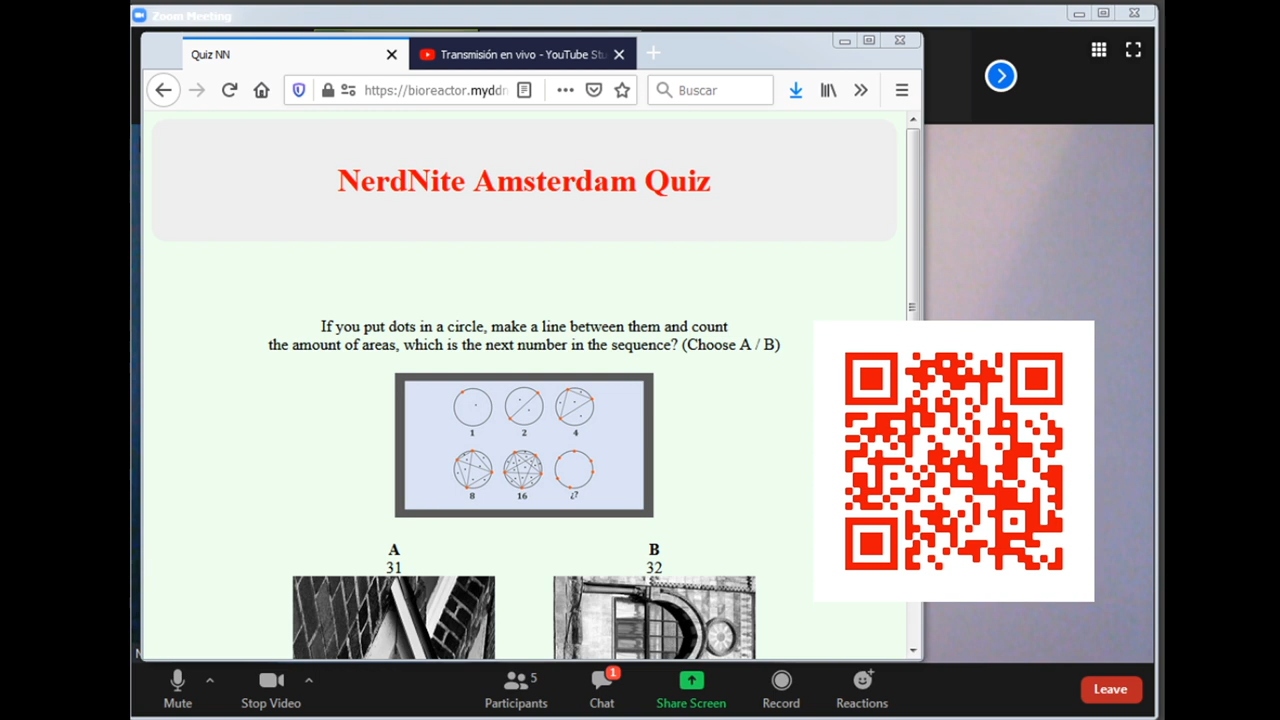 Zoom Meeting
Quiz NN
Transmisión en vivo - YouTube Stu
https://bioreactor.myddn
Buscar
NerdNite Amsterdam Quiz
If you put dots in a circle, make a line between them and count
the amount of areas, which is the next number in the sequence? (Choose A / B)
1 2 4
8 16 ¿?
A B
31 32
Mute
Stop Video
5
Participants
1
Chat
Share Screen
Record
Reactions
Leave